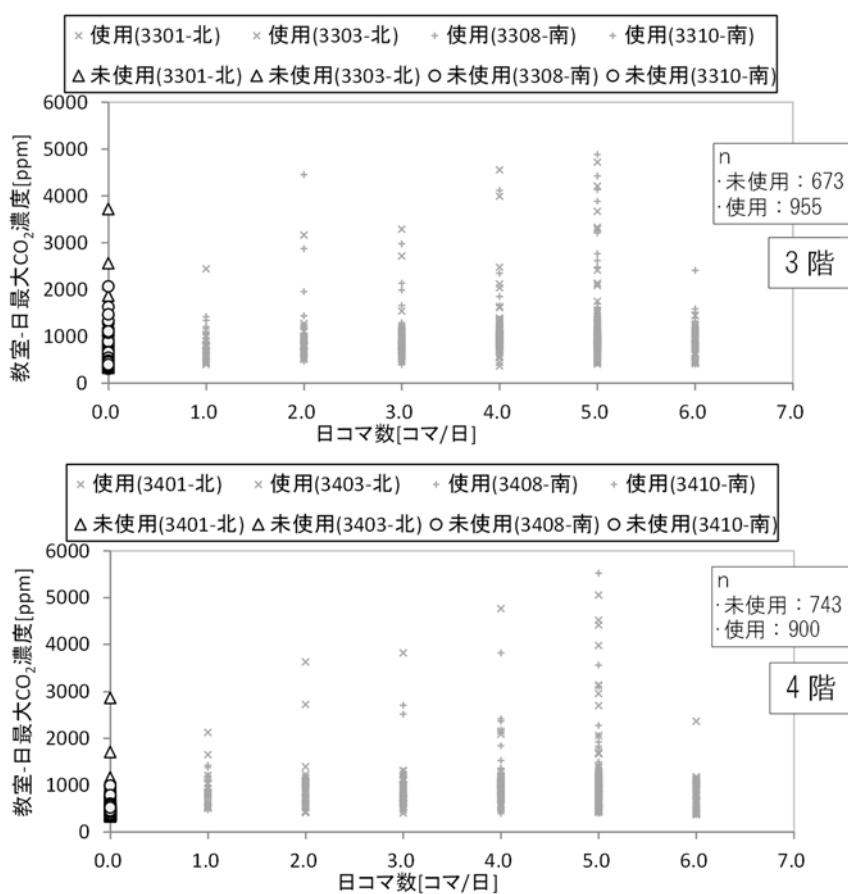 × 使用(3301-北) × 使用(3303-北) + 使用(3308-南) + 使用(3310-南)
△ 未使用(3301-北) △ 未使用(3303-北) ○ 未使用(3308-南) ○ 未使用(3310-南)
教室-日最大CO₂濃度[ppm]
6000
5000
4000
3000
2000
1000
0
n
・未使用：673
・使用：955
3 階
0.0 1.0 2.0 3.0 4.0 5.0 6.0 7.0
日コマ数[コマ/日]
× 使用(3401-北) × 使用(3403-北) + 使用(3408-南) + 使用(3410-南)
△ 未使用(3401-北) △ 未使用(3403-北) ○ 未使用(3408-南) ○ 未使用(3410-南)
教室-日最大CO₂濃度[ppm]
6000
5000
4000
3000
2000
1000
0
n
・未使用：743
・使用：900
4 階
0.0 1.0 2.0 3.0 4.0 5.0 6.0 7.0
日コマ数[コマ/日]